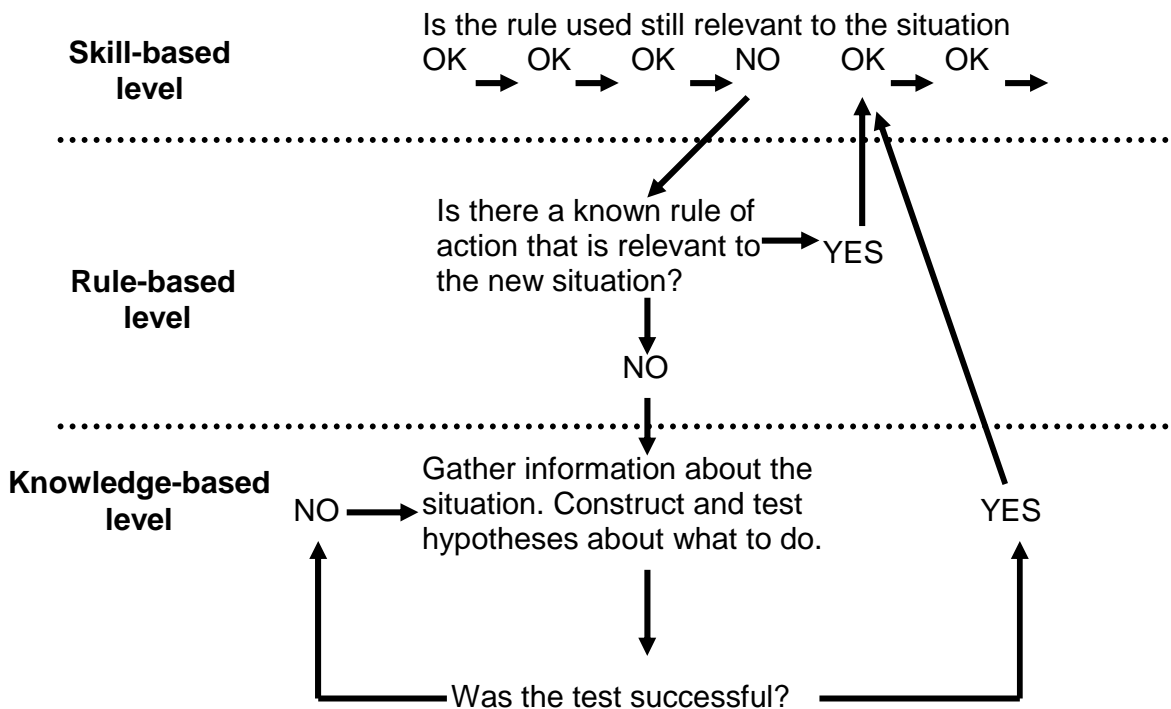 Is the rule used still relevant to the situation
Skill-based
level
OK OK OK NO OK OK
Is there a known rule of
action that is relevant to
the new situation?
YES
Rule-based
level
NO
Knowledge-based
level
Gather information about the
situation. Construct and test
hypotheses about what to do.
NO
YES
Was the test successful?